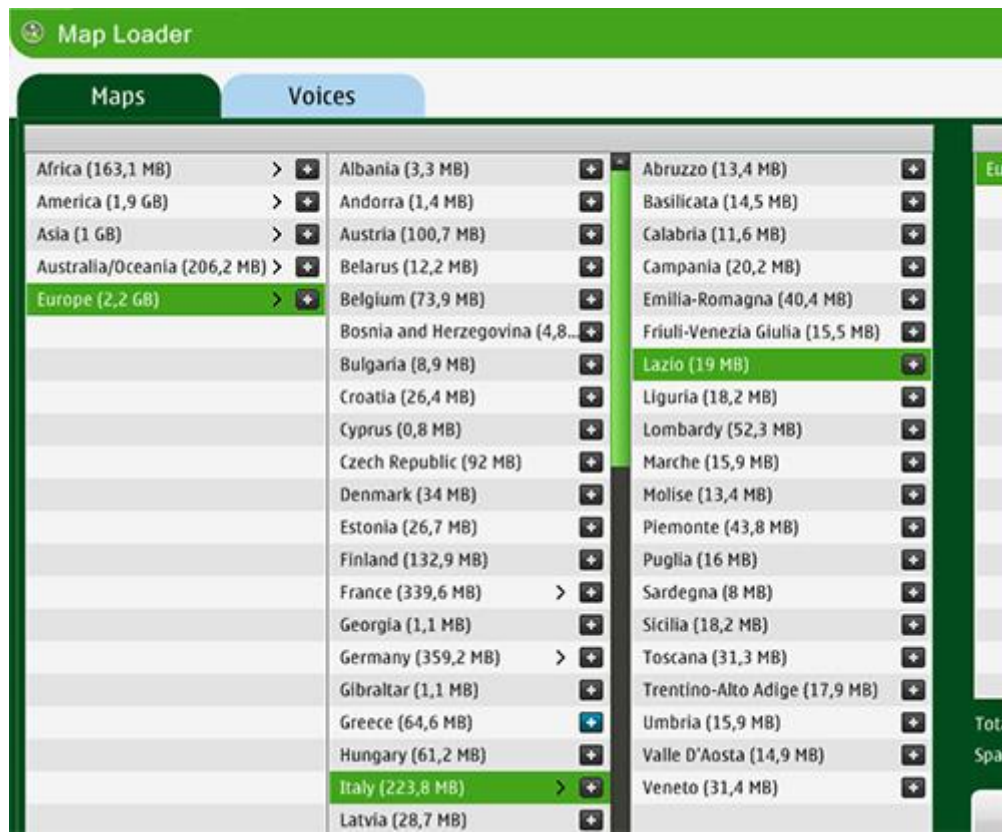 Map Loader
Maps
Voices
Africa (163,1 MB)
America (1,9 GB)
Asia (1 GB)
Australia/Oceania (206,2 MB)
Europe (2,2 GB)
Albania (3,3 MB)
Andorra (1,4 MB)
Austria (100,7 MB)
Belarus (12,2 MB)
Belgium (73,9 MB)
Bosnia and Herzegovina (4,8...
Bulgaria (8,9 MB)
Croatia (26,4 MB)
Cyprus (0,8 MB)
Czech Republic (92 MB)
Denmark (34 MB)
Estonia (26,7 MB)
Finland (132,9 MB)
France (339,6 MB)
Georgia (1,1 MB)
Germany (359,2 MB)
Gibraltar (1,1 MB)
Greece (64,6 MB)
Hungary (61,2 MB)
Italy (223,8 MB)
Latvia (28,7 MB)
Abruzzo (13,4 MB)
Basilicata (14,5 MB)
Calabria (11,6 MB)
Campania (20,2 MB)
Emilia-Romagna (40,4 MB)
Friuli-Venezia Giulia (15,5 MB)
Lazio (19 MB)
Liguria (18,2 MB)
Lombardy (52,3 MB)
Marche (15,9 MB)
Molise (13,4 MB)
Piemonte (43,8 MB)
Puglia (16 MB)
Sardegna (8 MB)
Sicilia (18,2 MB)
Toscana (31,3 MB)
Trentino-Alto Adige (17,9 MB)
Umbria (15,9 MB)
Valle D'Aosta (14,9 MB)
Veneto (31,4 MB)
Eu
Tot
Spa